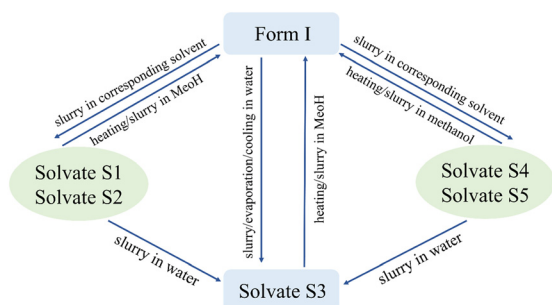 Form I
slurry in corresponding solvent
heating/slurry in MeoH
slurry/evaporation/cooling in water
heating/slurry in MeoH
slurry in corresponding solvent
heating/slurry in methanol
Solvate S1
Solvate S2
Solvate S4
Solvate S5
slurry in water
slurry in water
Solvate S3